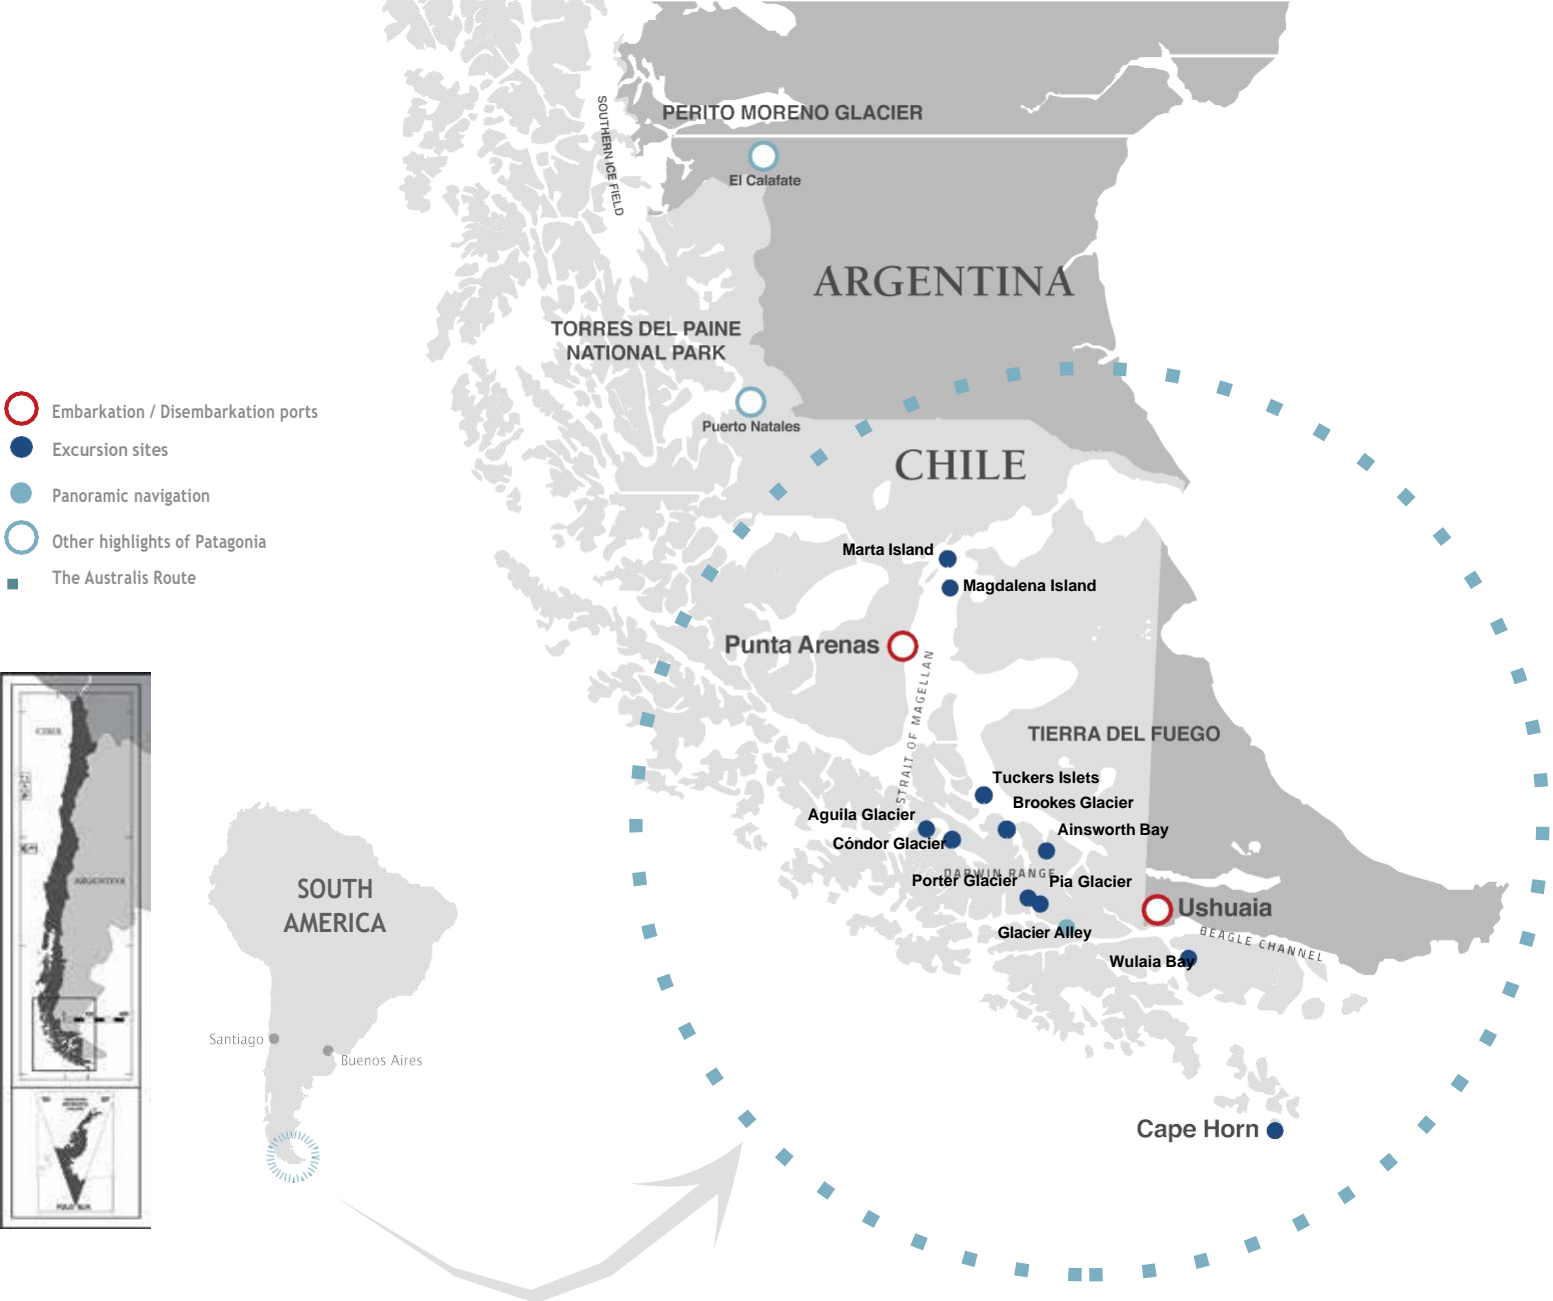 PERITO MORENO GLACIER
SOUTHERN ICE FIELD
El Calafate
ARGENTINA
TORRES DEL PAINE
NATIONAL PARK
Puerto Natales
CHILE
Embarkation / Disembarkation ports
Excursion sites
Panoramic navigation
Other highlights of Patagonia
The Australis Route
Marta Island
Magdalena Island
Punta Arenas
STRAIT OF MAGELLAN
TIERRA DEL FUEGO
Tuckers Islets
Brookes Glacier
Aguila Glacier
Ainsworth Bay
Cóndor Glacier
DARWIN RANGE
Porter Glacier
Pia Glacier
Ushuaia
Glacier Alley
BEAGLE CHANNEL
Wulaia Bay
Cape Horn
SOUTH
AMERICA
Santiago
Buenos Aires
ARGENTINA